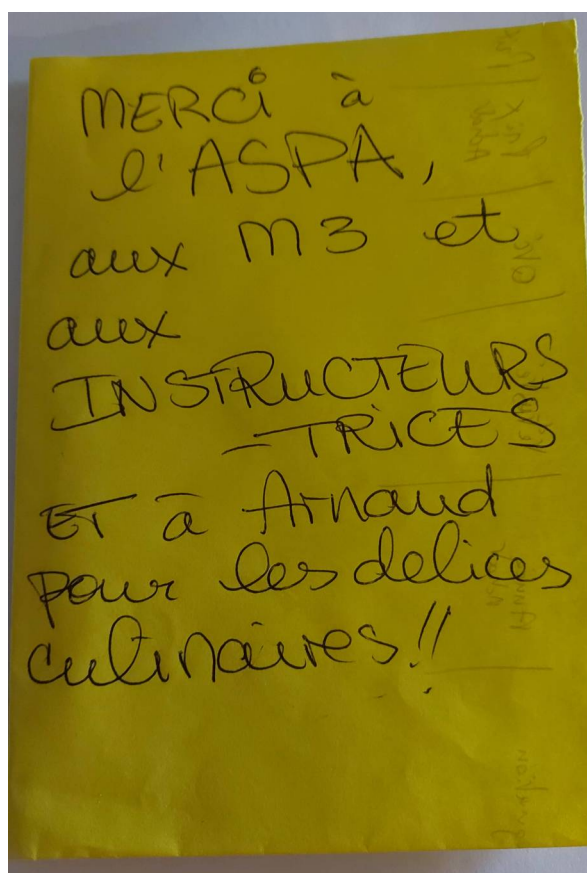 MERCi à
l'ASPA,
aux M3 et
aux
INSTRUCTEURS
-TRiCES
ET à Arnaud
pour les delices
culinaires!!